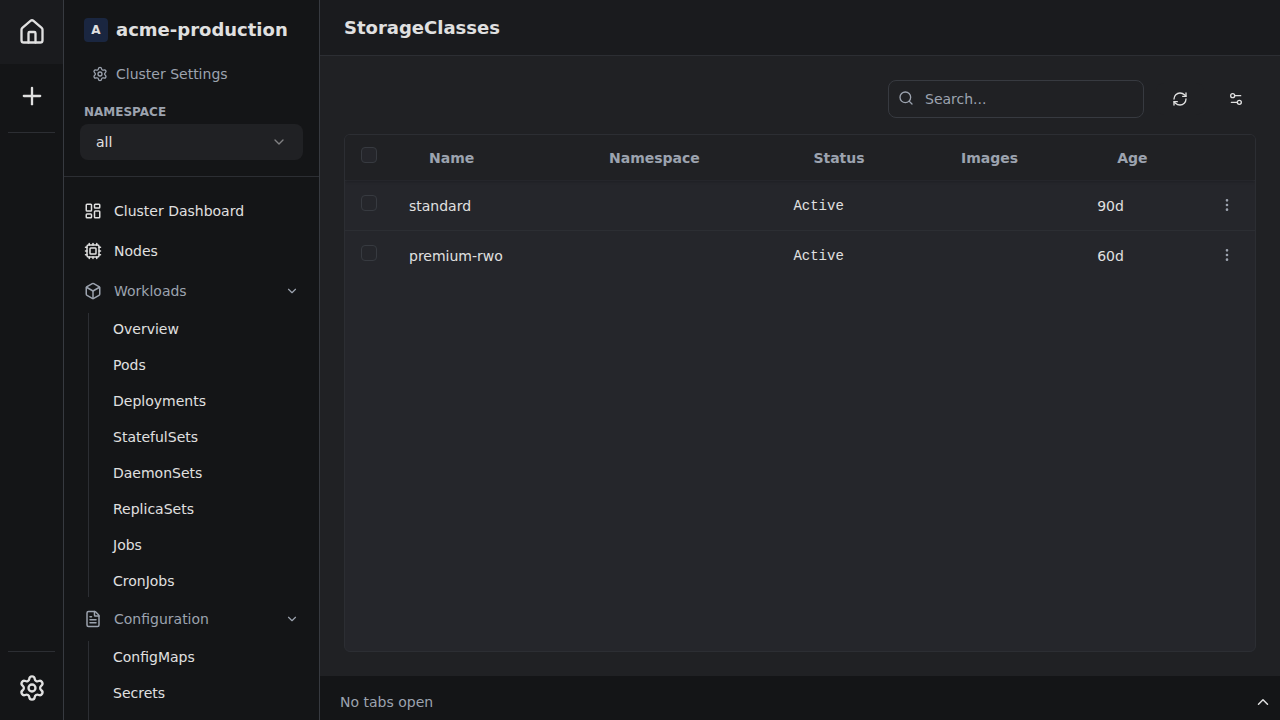 A acme-production
Cluster Settings
NAMESPACE
all
Cluster Dashboard
Nodes
Workloads
Overview
Pods
Deployments
StatefulSets
DaemonSets
ReplicaSets
Jobs
CronJobs
Configuration
ConfigMaps
Secrets
StorageClasses
Search...
Name Namespace Status Images Age
standard Active 90d
premium-rwo Active 60d
No tabs open